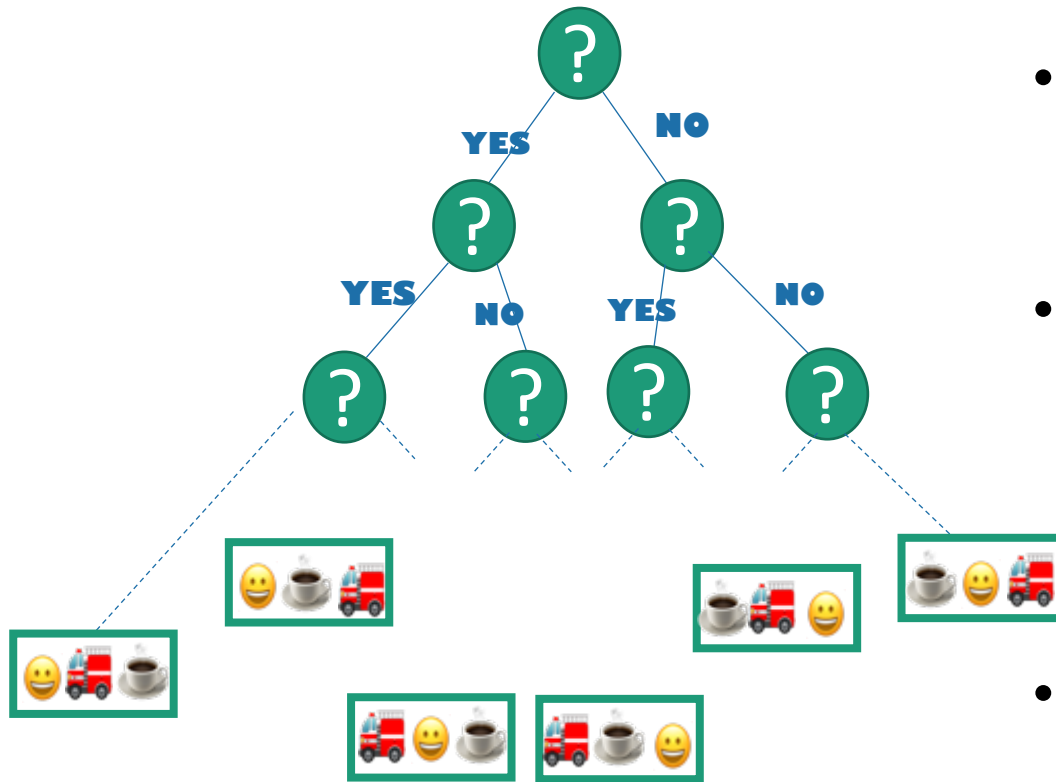 ?
YES NO
? ?
YES NO YES NO
? ? ? ?